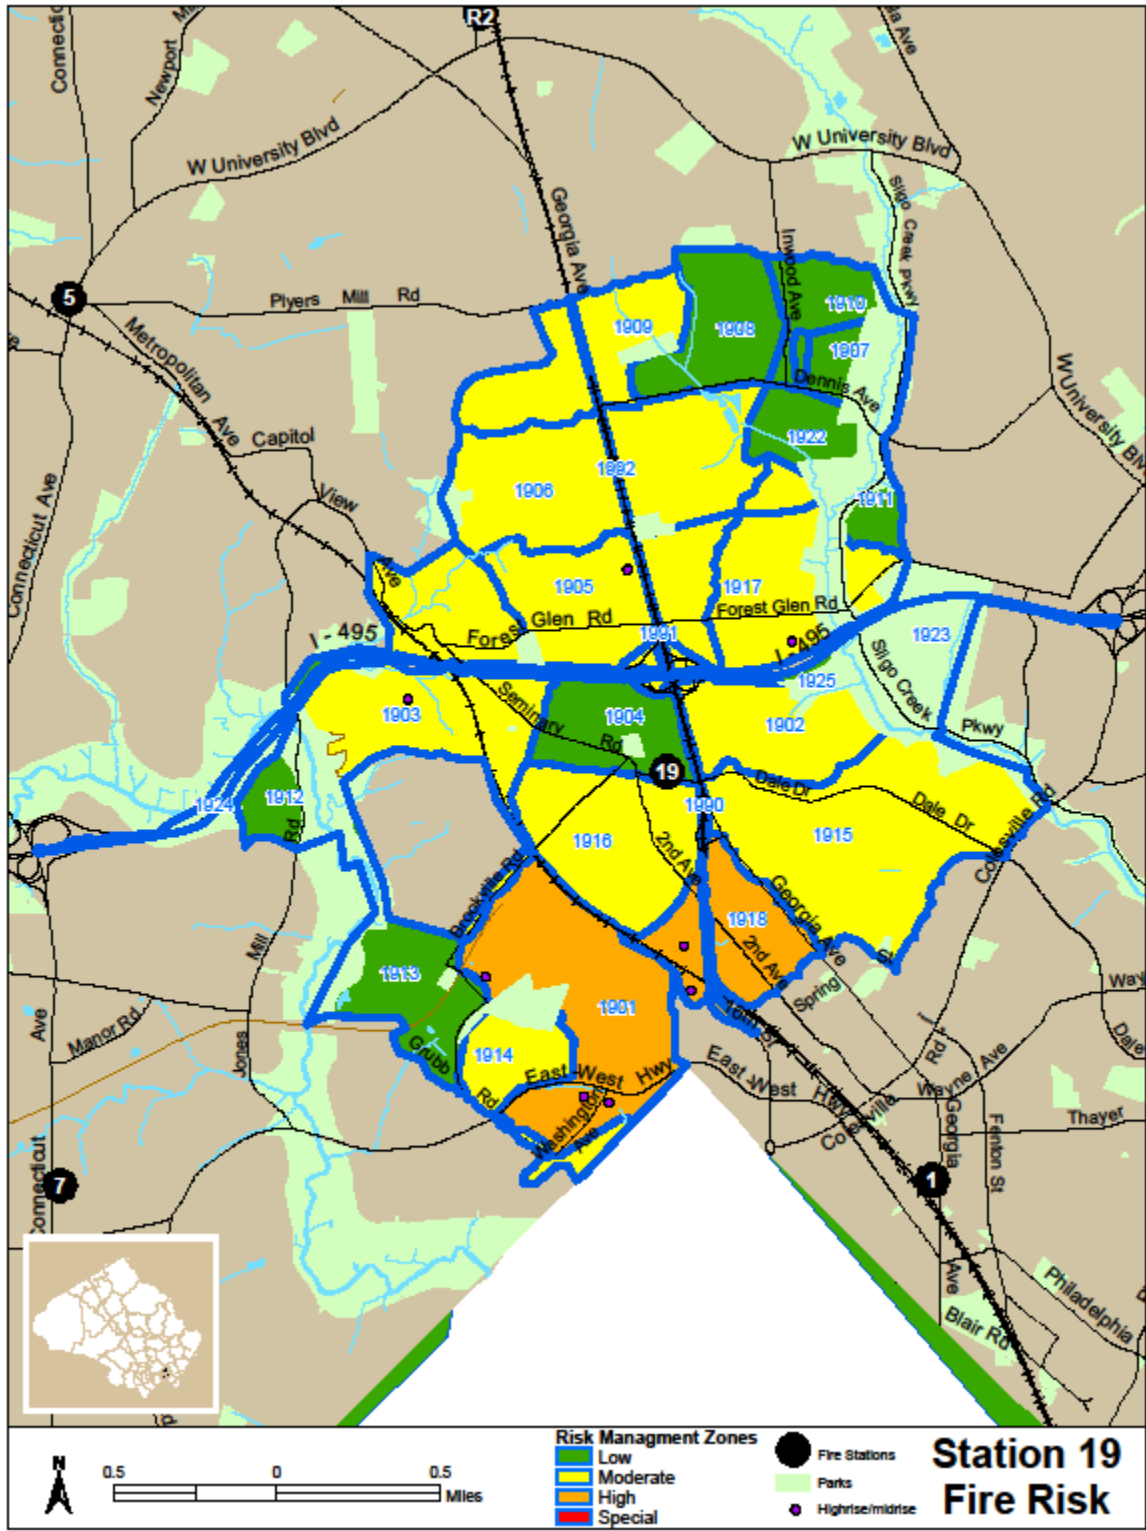 R2
Newport
W University Blvd
W University Blvd
Sligo Creek Pkwy
Georgia Ave
Inwood Ave
5
Plyers Mill Rd
Metropolitan Ave
1909
1908
1910
1907
Dennis Ave
W University Blvd
Capitol
View
Ave
1922
1992
1906
1911
Connecticut Ave
1905
1917
Forest Glen Rd
Forest Glen Rd
1991
I - 495
I - 495
1923
1925
Sligo Creek
Pkwy
Seminary
Rd
1903
1904
1902
19
Dale Dr
Dale Dr
Colesville Rd
1924
1912
Rd
1990
1916
2nd Ave
1915
Brookville Rd
Georgia Ave
1918
2nd Ave
St
Spring
Mill
1913
1901
16th St
Way
Manor Rd
Ave
Jones
Grubb
Rd
1914
East-West Hwy
East-West
Hwy
Colesville
Rd
Wayne Ave
Dale
Washington
Ave
Georgia
Fenton St
Thayer
Connecticut
7
1
Ave
Philadelphia
Blair Rd
N
0.5 0 0.5
Miles
Risk Managment Zones
Low
Moderate
High
Special
Fire Stations
Parks
Highrise/midrise
Station 19
Fire Risk